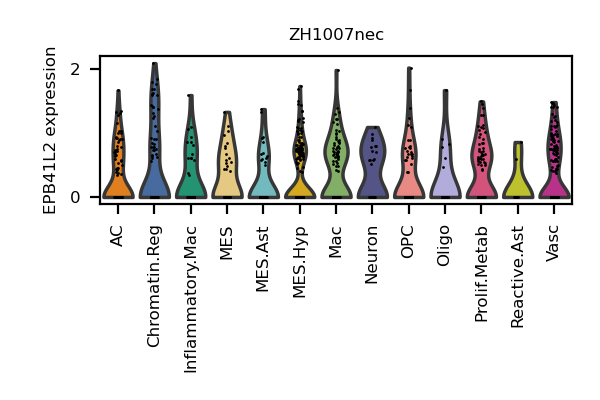 ZH1007nec
EPB41L2 expression
2
0
AC
Chromatin.Reg
Inflammatory.Mac
MES
MES.Ast
MES.Hyp
Mac
Neuron
OPC
Oligo
Prolif.Metab
Reactive.Ast
Vasc